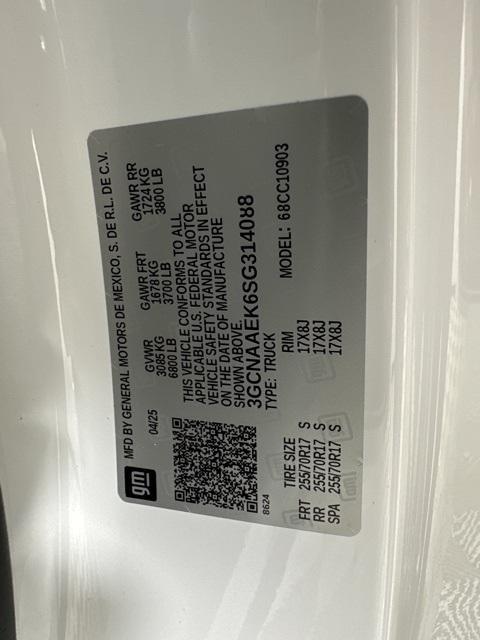 gm
MFD BY GENERAL MOTORS DE MEXICO, S. DE R.L. DE C.V.
04/25
GVWR GAWR FRT GAWR RR
3085 KG 1678 KG 1724 KG
6800 LB 3700 LB 3800 LB
THIS VEHICLE CONFORMS TO ALL
APPLICABLE U.S. FEDERAL MOTOR
VEHICLE SAFETY STANDARDS IN EFFECT
ON THE DATE OF MANUFACTURE
SHOWN ABOVE.
3GCNAAEK6SG314088
8624
TYPE: TRUCK MODEL: 68CC10903
TIRE SIZE RIM
FRT 255/70R17 S 17X8J
RR 255/70R17 S 17X8J
SPA 255/70R17 S 17X8J